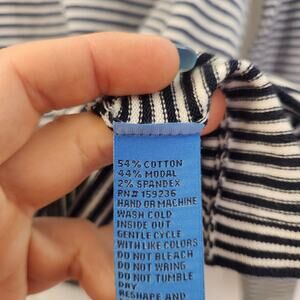 54% COTTON
44% MODAL
2% SPANDEX
RN# 159236
HAND OR MACHINE
WASH COLD
INSIDE OUT
GENTLE CYCLE
WITH LIKE COLORS
DO NOT BLEACH
DO NOT WRING
DO NOT TUMBLE
DRY
RESHAPE AND